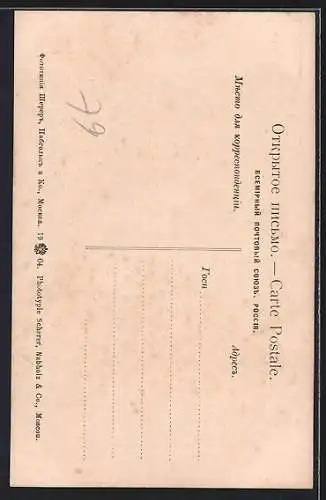 Открытое письмо. — Carte Postale.
ВСЕМІРНЫЙ ПОЧТОВЫЙ СОЮЗЪ. РОССІЯ.
Мѣсто для корреспонденціи.
Адресъ.
Госп
Фототипія Шереръ, Набгольцъ и Ко., Москва. 19 04. Phototypie Scherer, Nabholz & Co., Moscou.